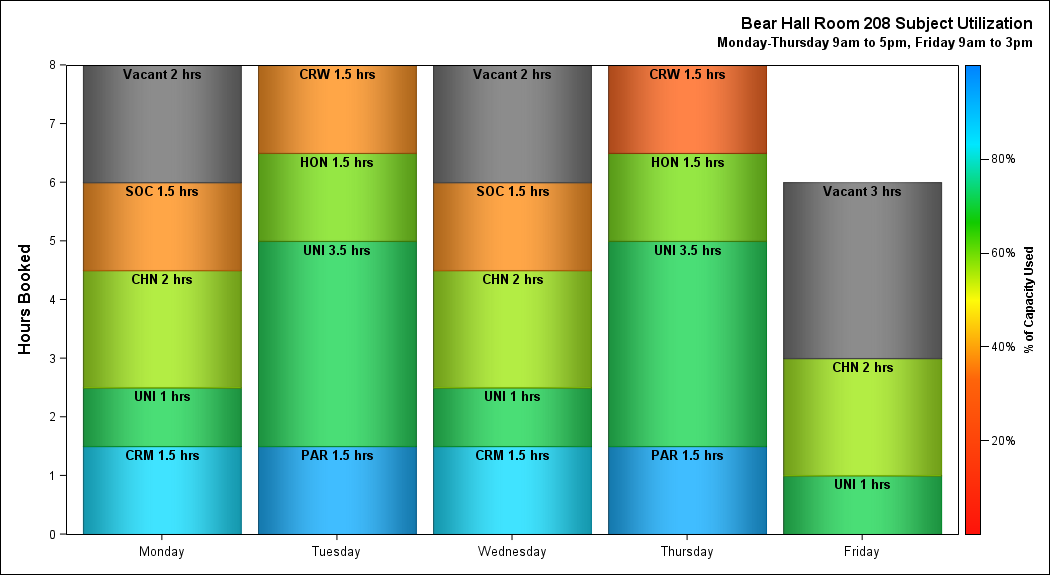 Bear Hall Room 208 Subject Utilization
Monday-Thursday 9am to 5pm, Friday 9am to 3pm
Hours Booked
8
7
6
5
4
3
2
1
0
Vacant 2 hrs
SOC 1.5 hrs
CHN 2 hrs
UNI 1 hrs
CRM 1.5 hrs
CRW 1.5 hrs
HON 1.5 hrs
UNI 3.5 hrs
PAR 1.5 hrs
Vacant 2 hrs
SOC 1.5 hrs
CHN 2 hrs
UNI 1 hrs
CRM 1.5 hrs
CRW 1.5 hrs
HON 1.5 hrs
UNI 3.5 hrs
PAR 1.5 hrs
Vacant 3 hrs
CHN 2 hrs
UNI 1 hrs
Monday Tuesday Wednesday Thursday Friday
80%
60%
40%
20%
% of Capacity Used